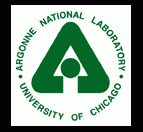 ARGONNE NATIONAL LABORATORY
• UNIVERSITY OF CHICAGO •